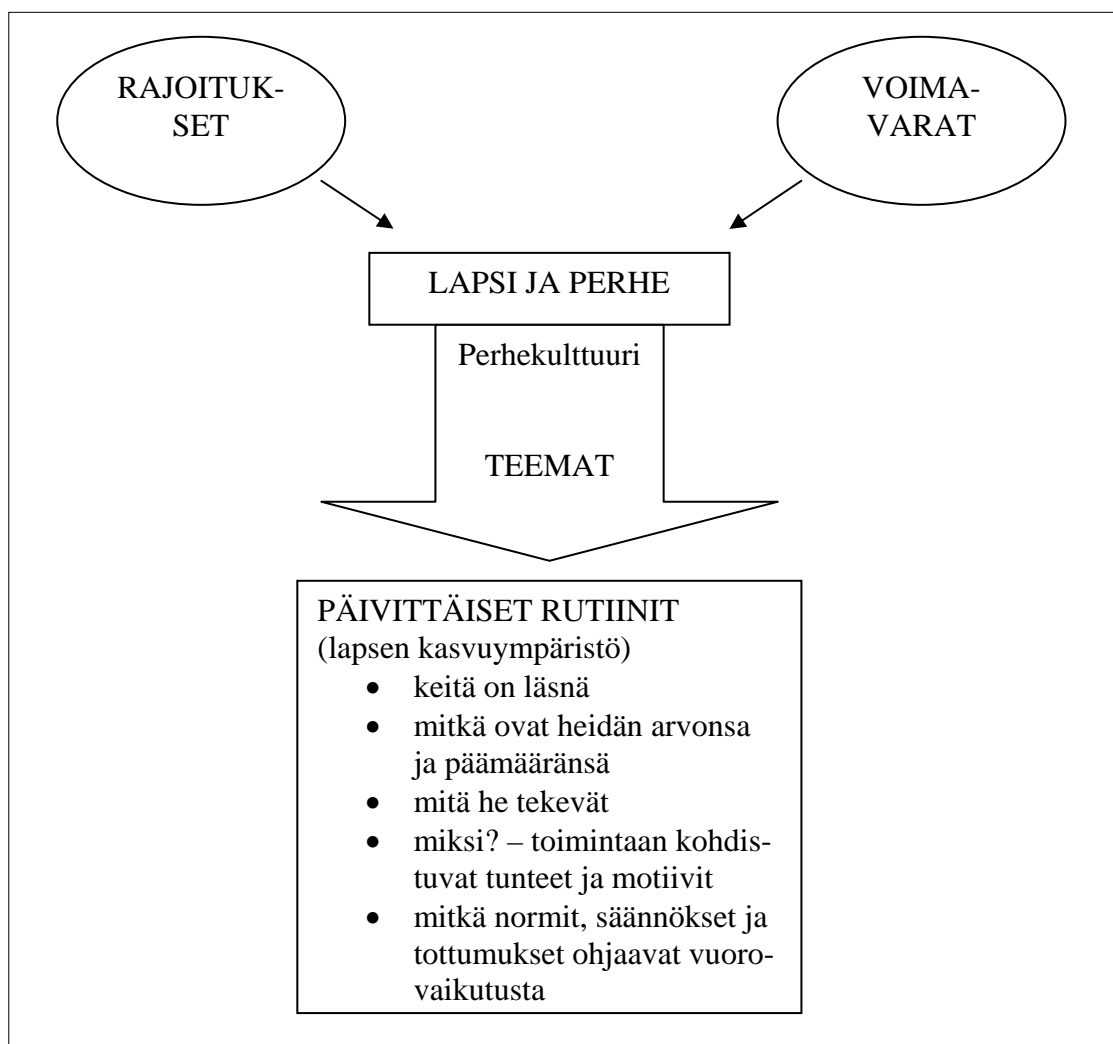 RAJOITUK-
SET
VOIMA-
VARAT
LAPSI JA PERHE
Perhekulttuuri
TEEMAT
PÄIVITTÄISET RUTIINIT
(lapsen kasvuympäristö)
• keitä on läsnä
• mitkä ovat heidän arvonsa
ja päämääränsä
• mitä he tekevät
• miksi? – toimintaan kohdis-
tuvat tunteet ja motiivit
• mitkä normit, säännökset ja
tottumukset ohjaavat vuoro-
vaikutusta